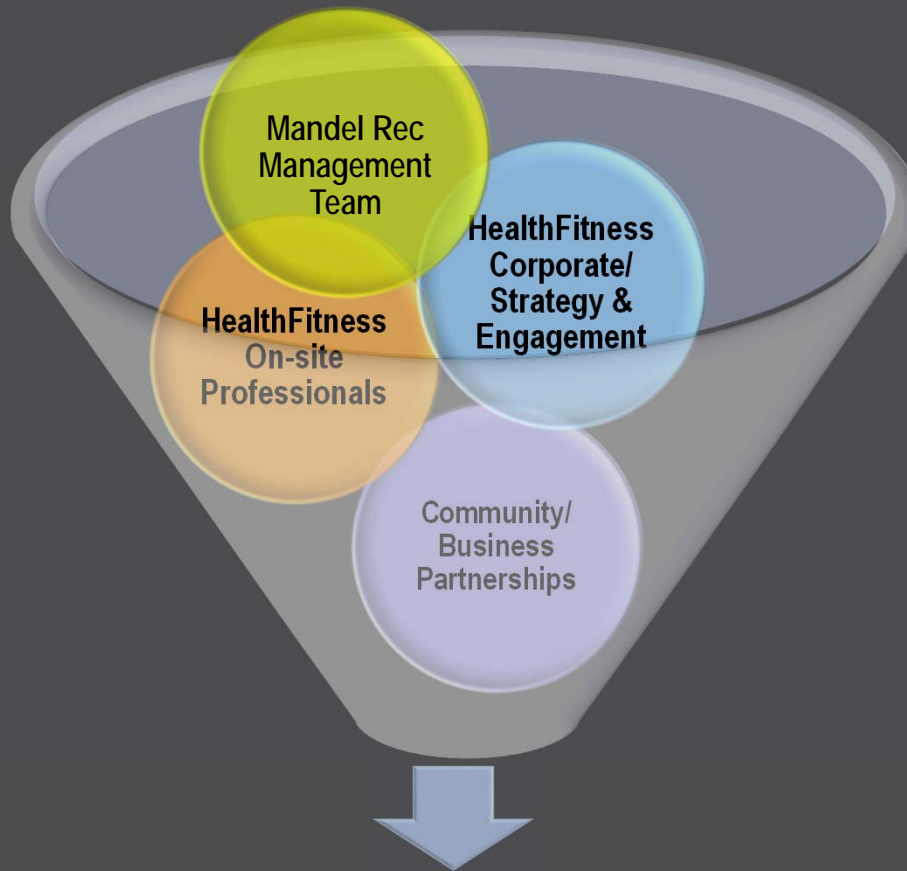 Mandel Rec
Management
Team
HealthFitness
Corporate/
Strategy &
Engagement
HealthFitness
On-site
Professionals
Community/
Business
Partnerships